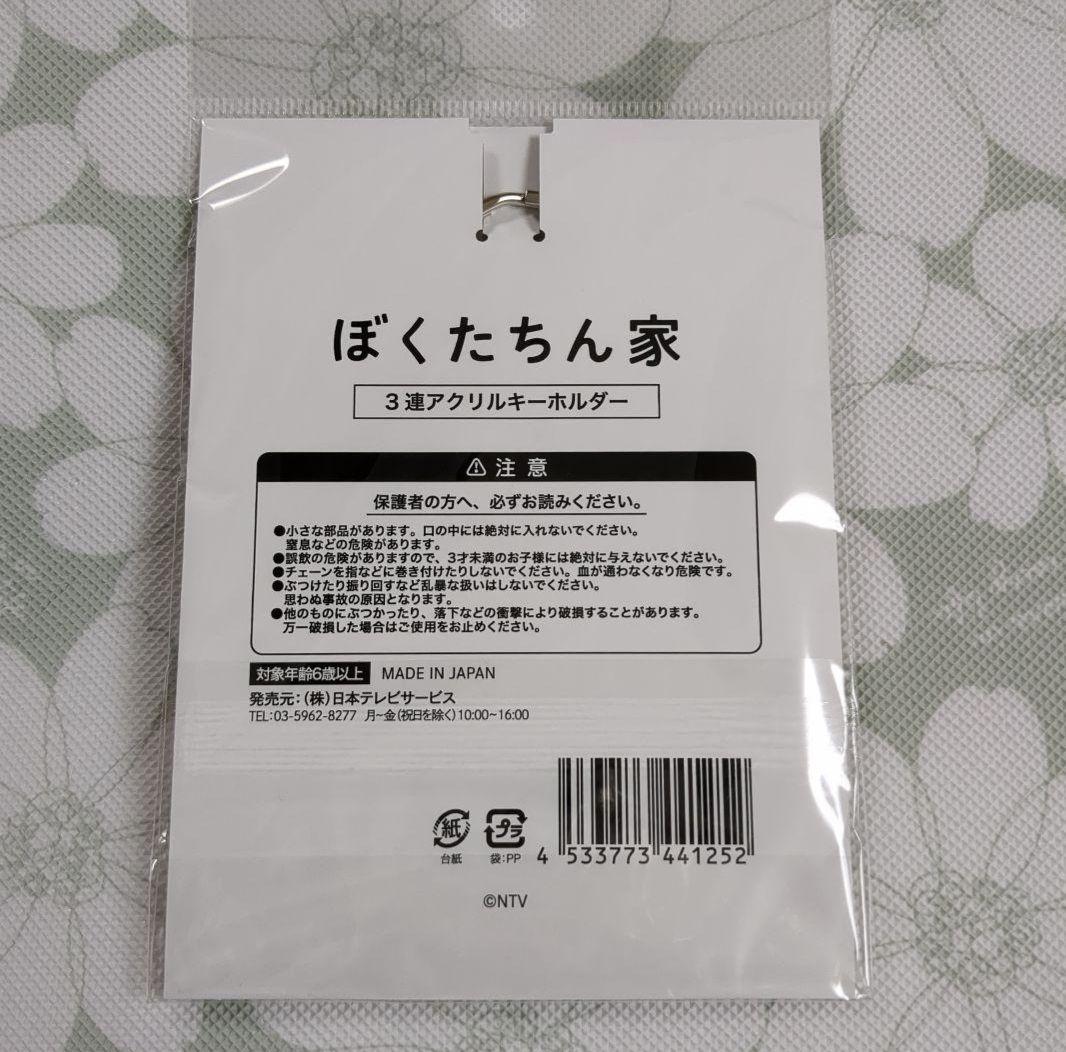 ぼくたちん家
3連アクリルキーホルダー
⚠注意
保護者の方へ、必ずお読みください。
●小さな部品があります。口の中には絶対に入れないでください。
窒息などの危険があります。
●誤飲の危険がありますので、3才未満のお子様には絶対に与えないでください。
●チェーンを指などに巻き付けたりしないでください。血が通わなくなり危険です。
●ぶつけたり振り回すなど乱暴な扱いはしないでください。
思わぬ事故の原因となります。
●他のものにぶつかったり、落下などの衝撃により破損することがあります。
万一破損した場合はご使用をお止めください。
対象年齢6歳以上 MADE IN JAPAN
発売元:(株)日本テレビサービス
TEL:03-5962-8277 月~金(祝日を除く)10:00~16:00
紙 プラ
台紙 袋:PP
4 533773 441252
©NTV